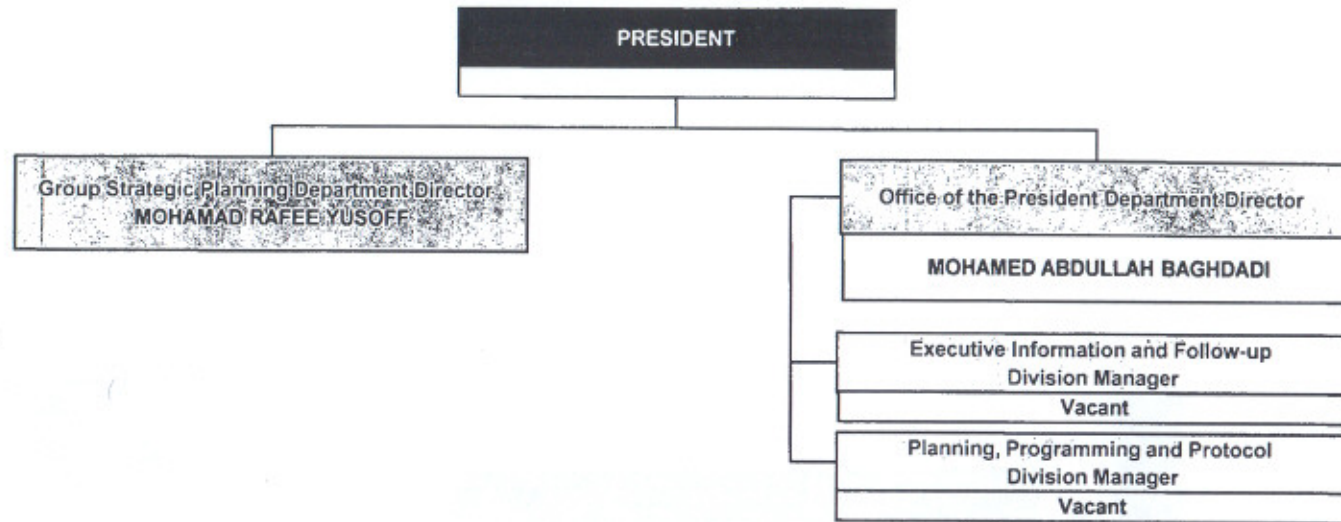 PRESIDENT
Group Strategic Planning Department Director
MOHAMAD RAFEE YUSOFF
Office of the President Department Director
MOHAMED ABDULLAH BAGHDADI
Executive Information and Follow-up
Division Manager
Vacant
Planning, Programming and Protocol
Division Manager
Vacant